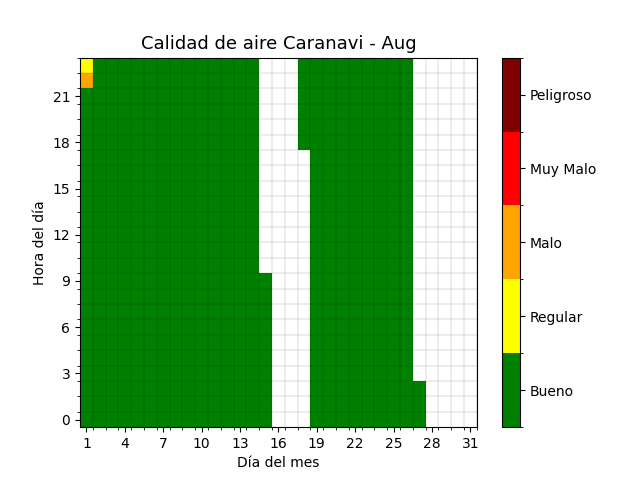 Calidad de aire Caranavi - Aug
Hora del día
21
18
15
12
9
6
3
0
1 4 7 10 13 16 19 22 25 28 31
Día del mes
Peligroso
Muy Malo
Malo
Regular
Bueno